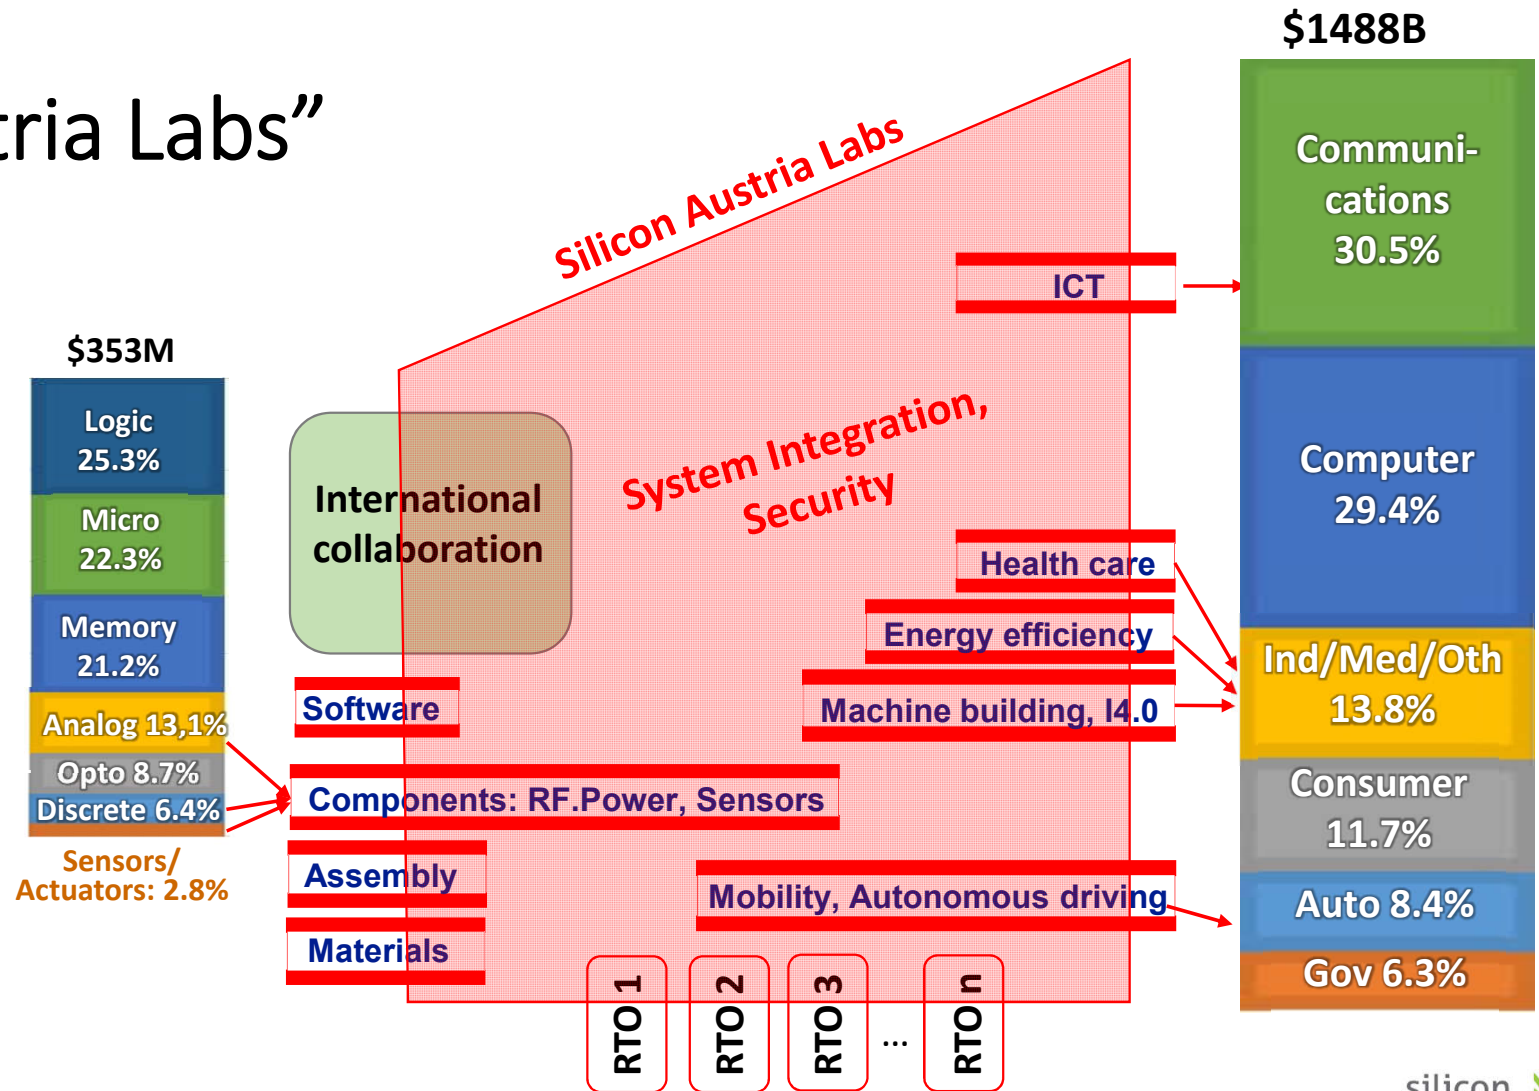 tria Labs”
$1488B
Communi-
cations
30.5%
Computer
29.4%
Ind/Med/Oth
13.8%
Consumer
11.7%
Auto 8.4%
Gov 6.3%
$353M
Logic
25.3%
Micro
22.3%
Memory
21.2%
Analog 13,1%
Opto 8.7%
Discrete 6.4%
Sensors/
Actuators: 2.8%
Silicon Austria Labs
System Integration,
Security
International
collaboration
ICT
Health care
Energy efficiency
Machine building, I4.0
Software
Components: RF.Power, Sensors
Assembly
Mobility, Autonomous driving
Materials
RTO 1
RTO 2
RTO 3
...
RTO n
silicon